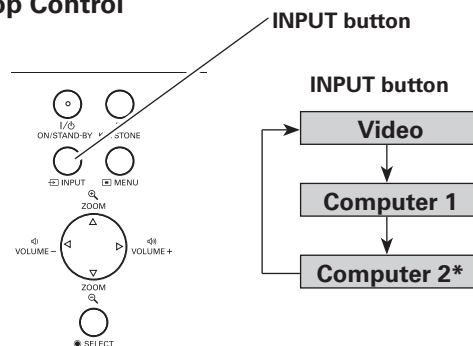 op Control
INPUT button
INPUT button
ON/STAND-BY
INPUT
MENU
ZOOM
VOLUME –
VOLUME +
ZOOM
SELECT
Video
Computer 1
Computer 2*